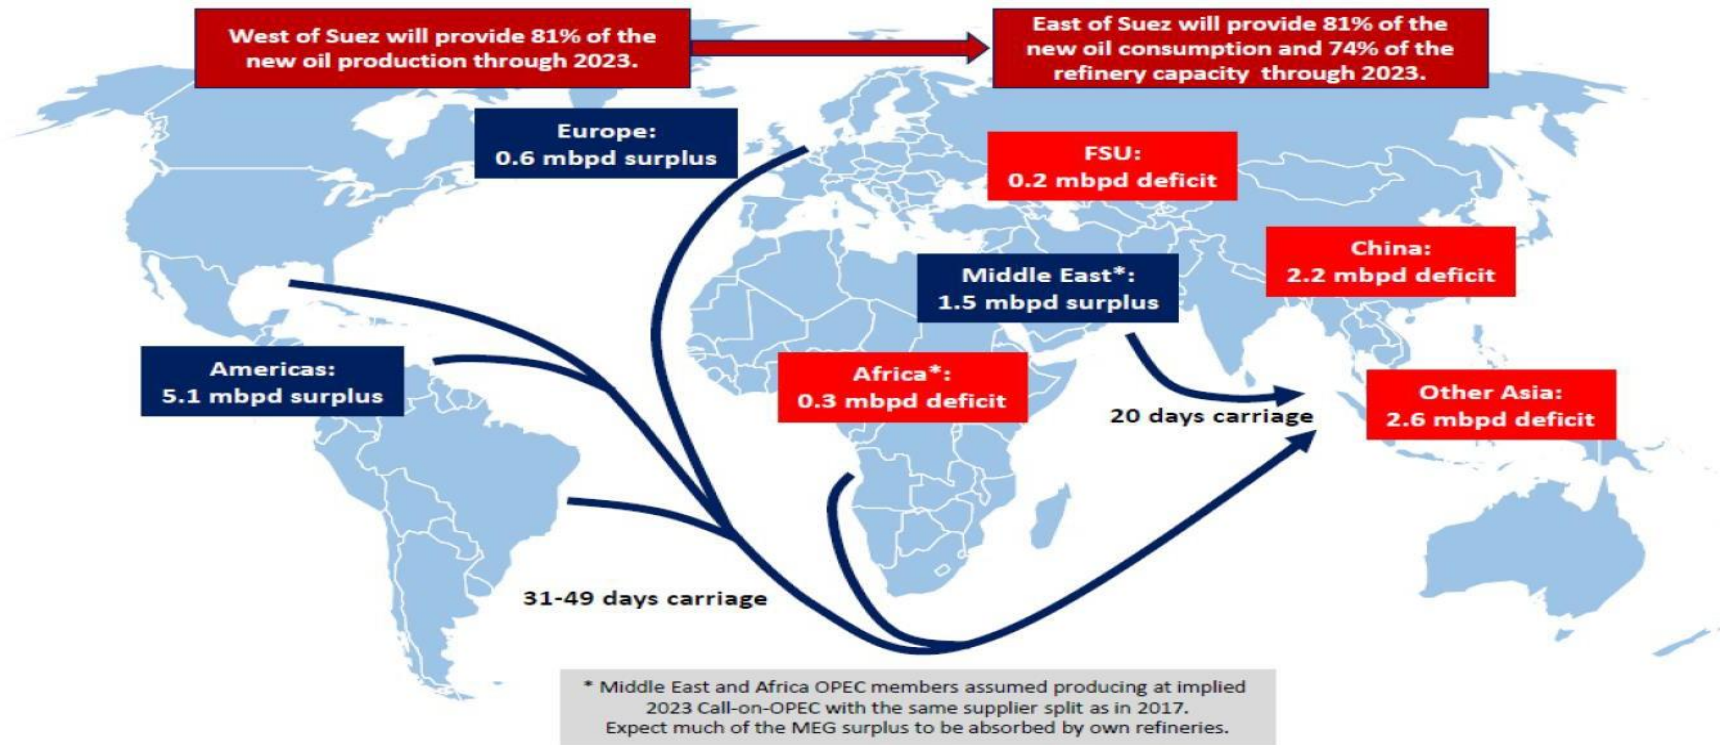 West of Suez will provide 81% of the
new oil production through 2023.
East of Suez will provide 81% of the
new oil consumption and 74% of the
refinery capacity through 2023.
Europe:
0.6 mbpd surplus
FSU:
0.2 mbpd deficit
China:
2.2 mbpd deficit
Middle East*:
1.5 mbpd surplus
Americas:
5.1 mbpd surplus
Africa*:
0.3 mbpd deficit
Other Asia:
2.6 mbpd deficit
20 days carriage
31-49 days carriage
* Middle East and Africa OPEC members assumed producing at implied
2023 Call-on-OPEC with the same supplier split as in 2017.
Expect much of the MEG surplus to be absorbed by own refineries.